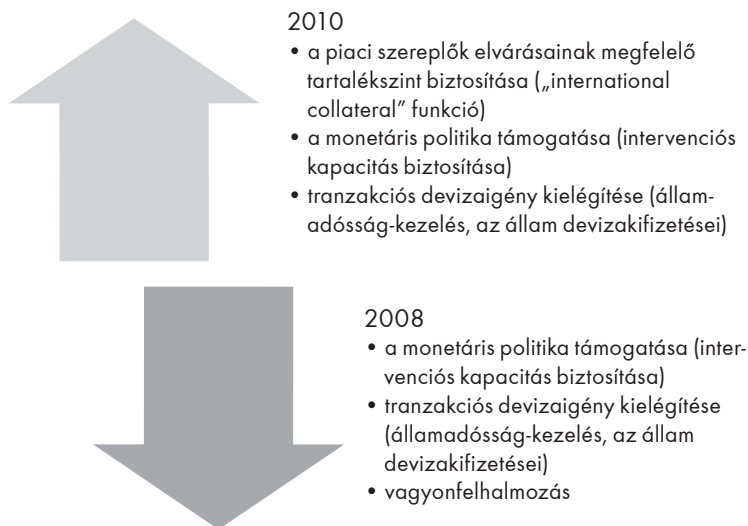 2010
• a piaci szereplők elvárásainak megfelelő
tartalékszint biztosítása („international
collateral” funkció)
• a monetáris politika támogatása (intervenciós
kapacitás biztosítása)
• tranzakciós devizaigény kielégítése (állam-
adósság-kezelés, az állam devizakifizetései)
2008
• a monetáris politika támogatása (inter-
venciós kapacitás biztosítása)
• tranzakciós devizaigény kielégítése
(államadósság-kezelés, az állam
devizakifizetései)
• vagyonfelhalmozás